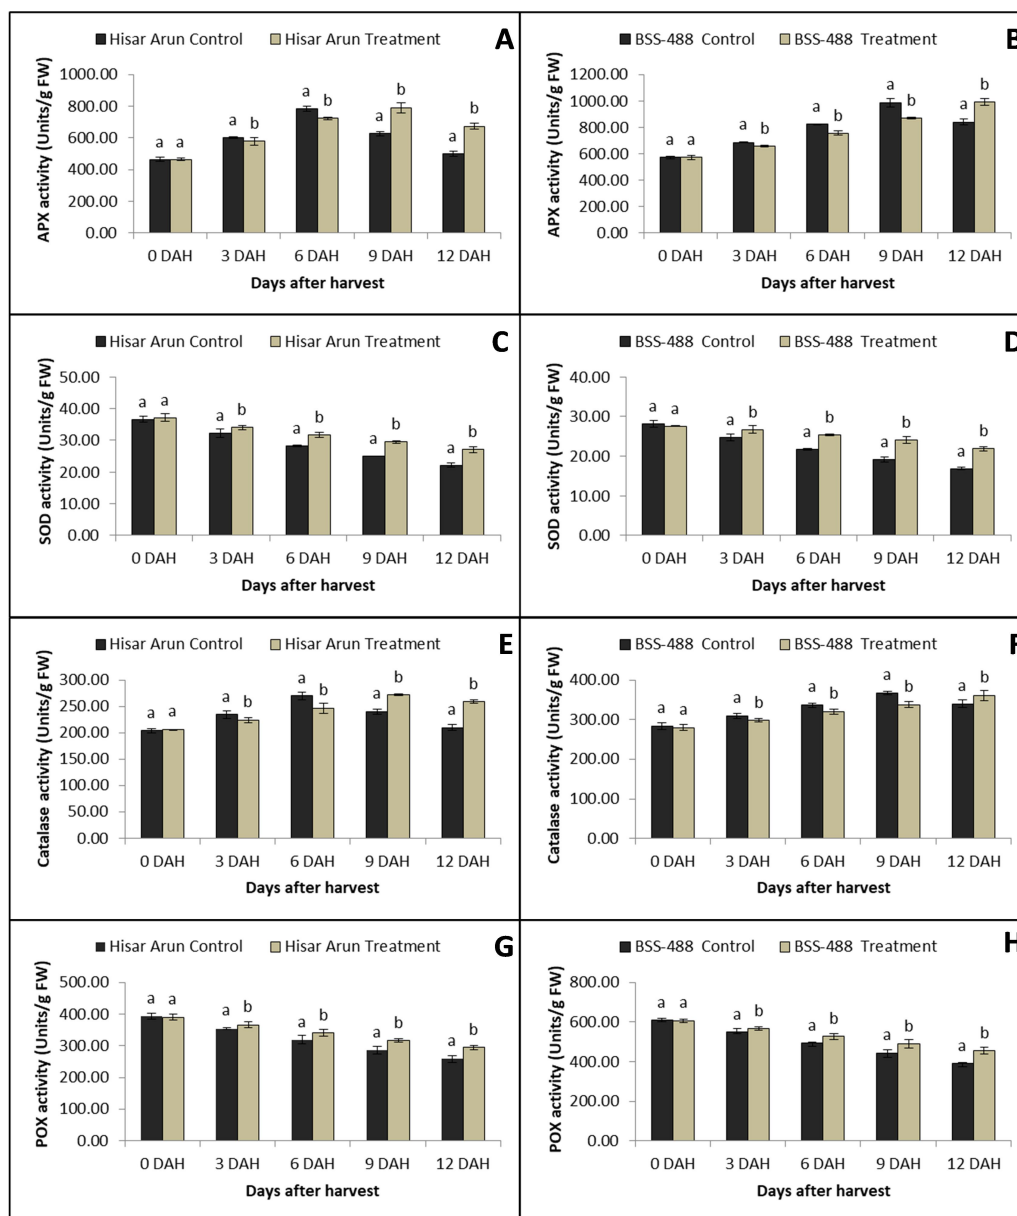 Hisar Arun Control Hisar Arun Treatment A
APX activity (Units/g FW)
1000.00
800.00
600.00
400.00
200.00
0.00
a a a b a b a b a b
0 DAH 3 DAH 6 DAH 9 DAH 12 DAH
Days after harvest
BSS-488 Control BSS-488 Treatment B
APX activity (Units/g FW)
1200.00
1000.00
800.00
600.00
400.00
200.00
0.00
a a a b a b a b a b
0 DAH 3 DAH 6 DAH 9 DAH 12 DAH
Days after harvest
Hisar Arun Control Hisar Arun Treatment C
SOD activity (Units/g FW)
50.00
40.00
30.00
20.00
10.00
0.00
a a a b a b a b a b
0 DAH 3 DAH 6 DAH 9 DAH 12 DAH
Days after harvest
BSS-488 Control BSS-488 Treatment D
SOD activity (Units/g FW)
40.00
30.00
20.00
10.00
0.00
a a a b a b a b a b
0 DAH 3 DAH 6 DAH 9 DAH 12 DAH
Days after harvest
Hisar Arun Control Hisar Arun Treatment E
Catalase activity (Units/g FW)
300.00
250.00
200.00
150.00
100.00
50.00
0.00
a a a b a b a b a b
0 DAH 3 DAH 6 DAH 9 DAH 12 DAH
Days after harvest
BSS-488 Control BSS-488 Treatment F
Catalase activity (Units/g FW)
400.00
300.00
200.00
100.00
0.00
a a a b a b a b a b
0 DAH 3 DAH 6 DAH 9 DAH 12 DAH
Days after harvest
Hisar Arun Control Hisar Arun Treatment G
POX activity (Units/g FW)
500.00
400.00
300.00
200.00
100.00
0.00
a a a b a b a b a b
0 DAH 3 DAH 6 DAH 9 DAH 12 DAH
Days after harvest
BSS-488 Control BSS-488 Treatment H
POX activity (Units/g FW)
800.00
600.00
400.00
200.00
0.00
a a a b a b a b a b
0 DAH 3 DAH 6 DAH 9 DAH 12 DAH
Days after harvest